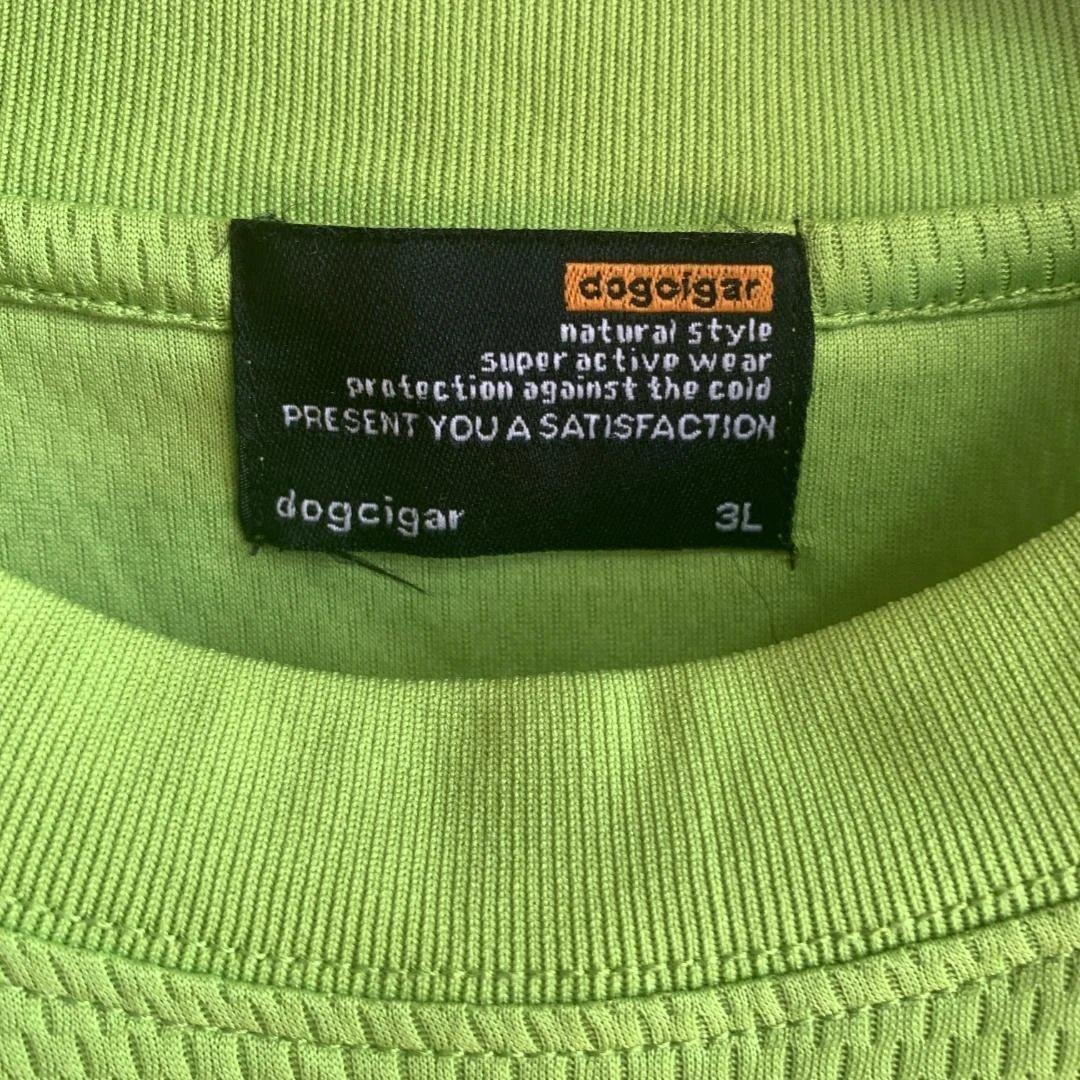 dogcigar
natural style
super active wear
protection against the cold
PRESENT YOU A SATISFACTION
dogcigar 3L